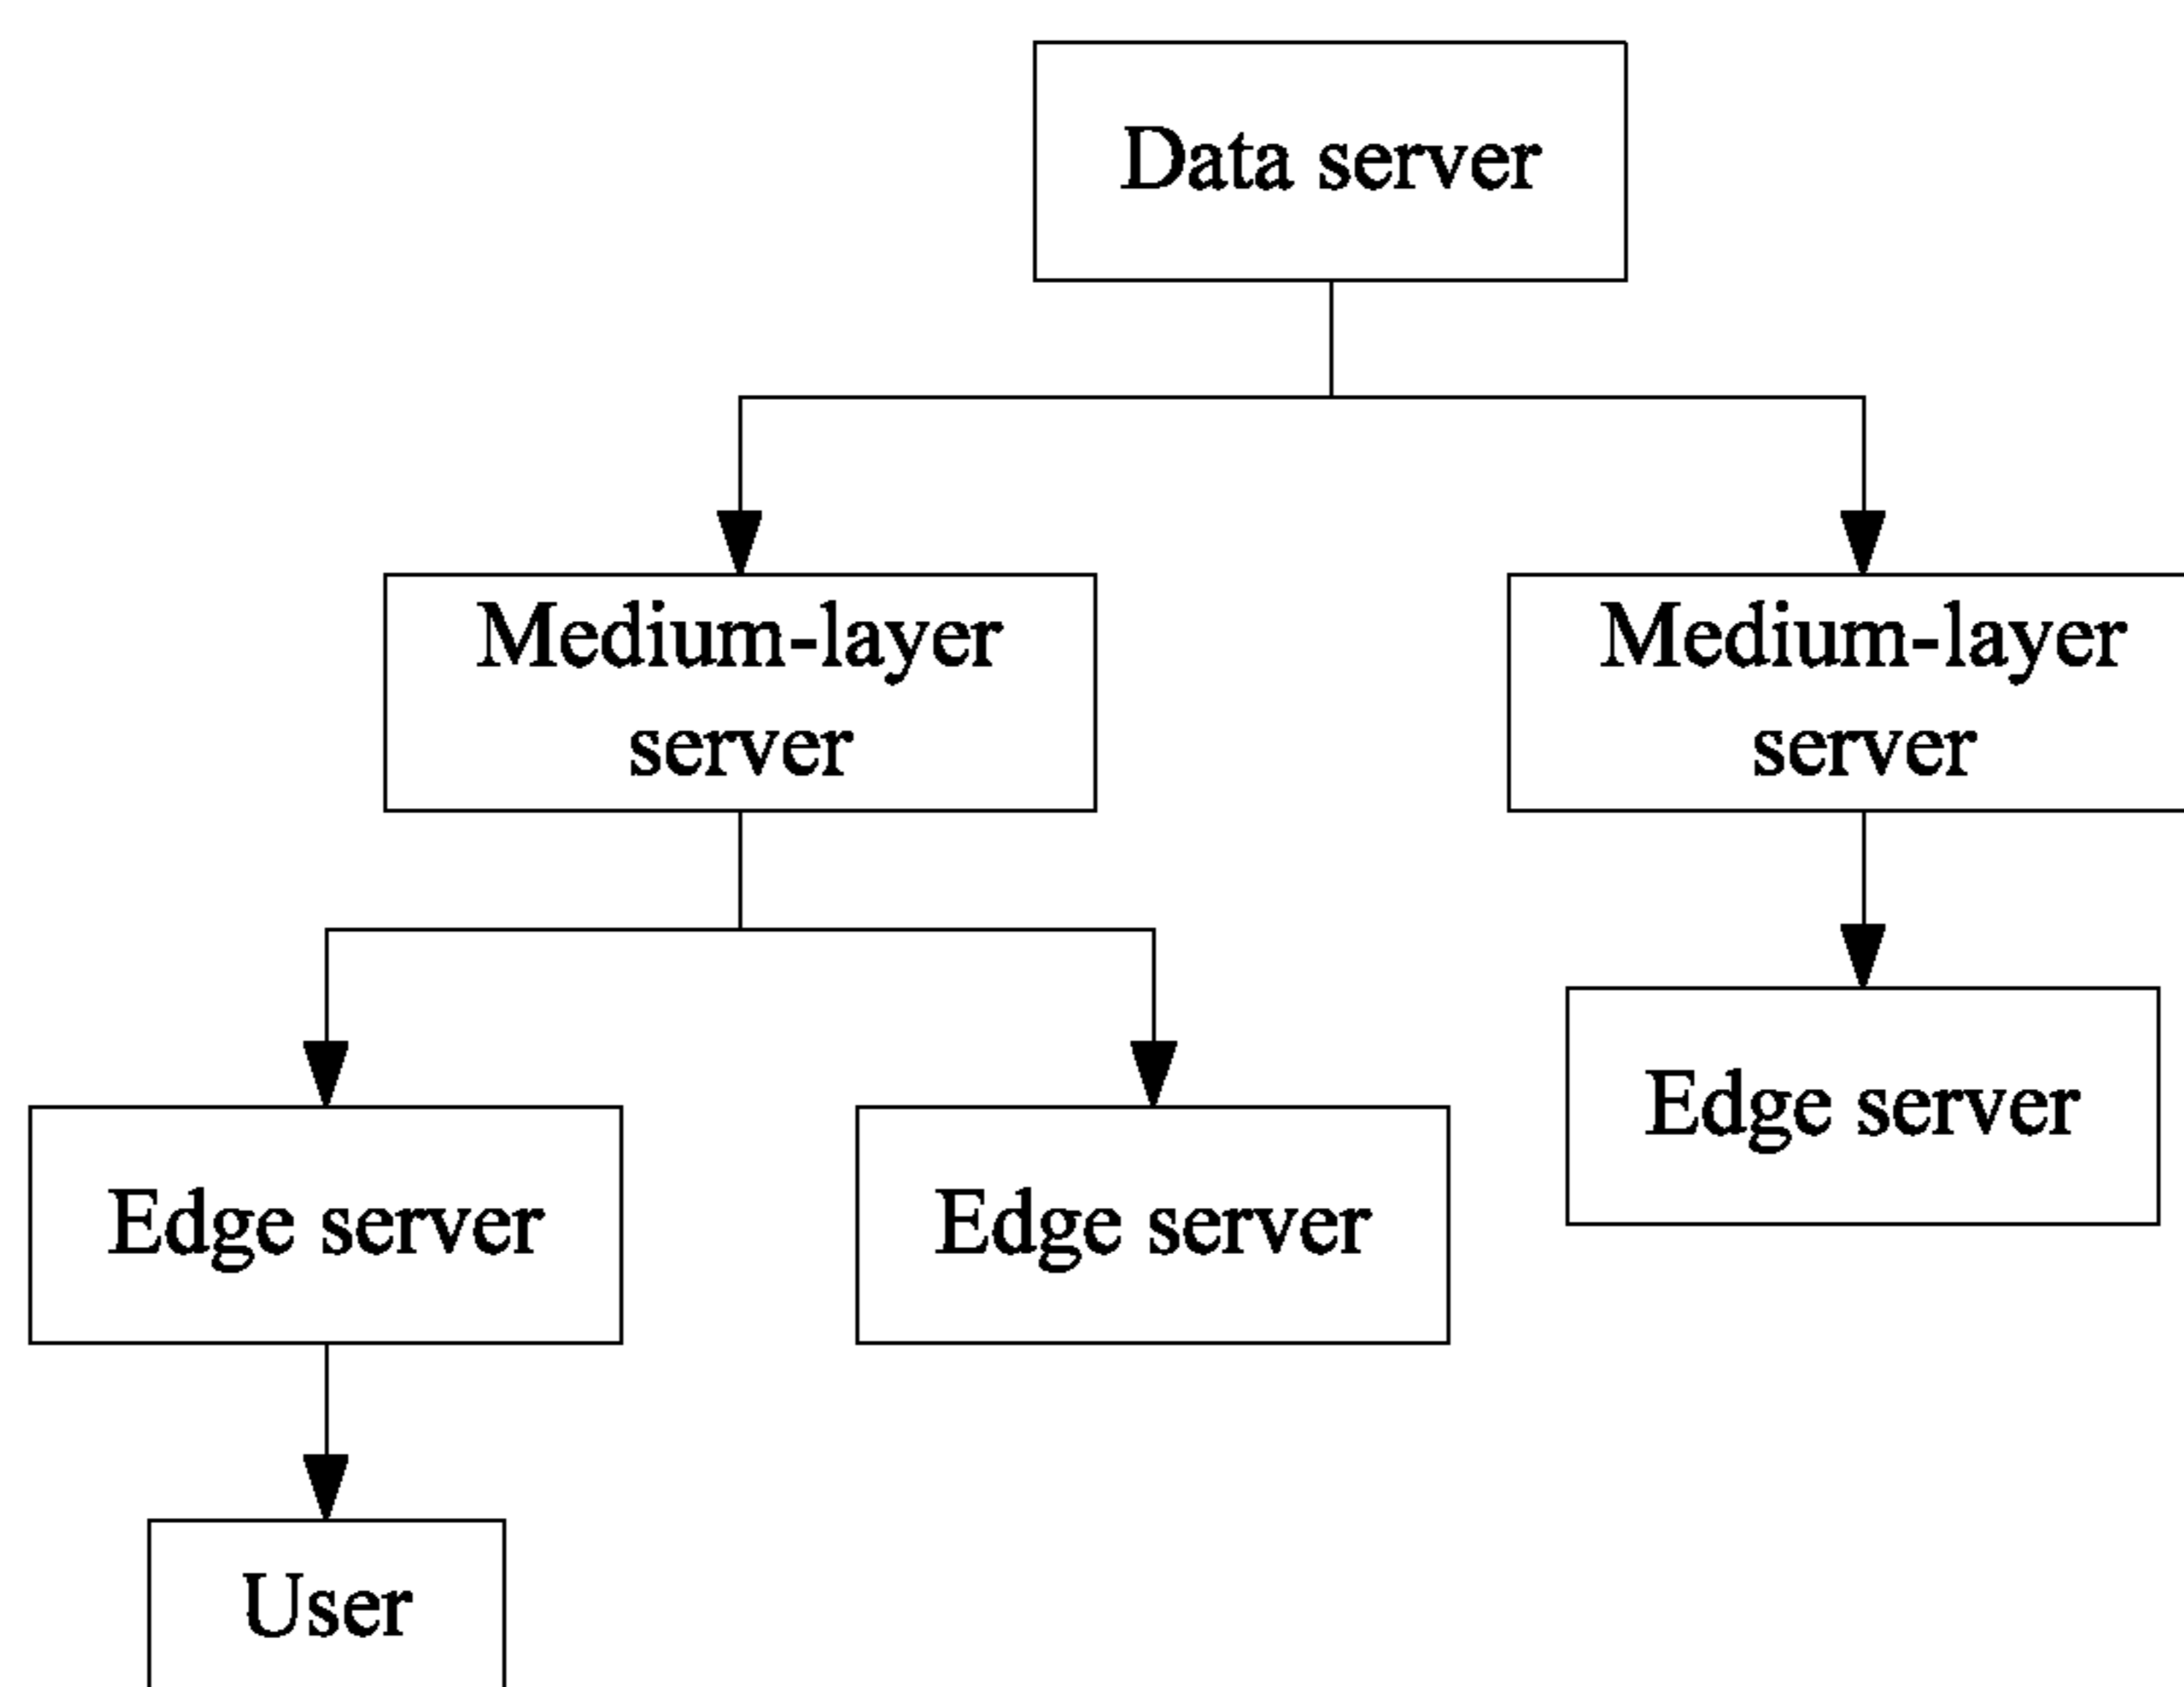 Data server
Medium-layer
server
Medium-layer
server
Edge server
Edge server
Edge server
User